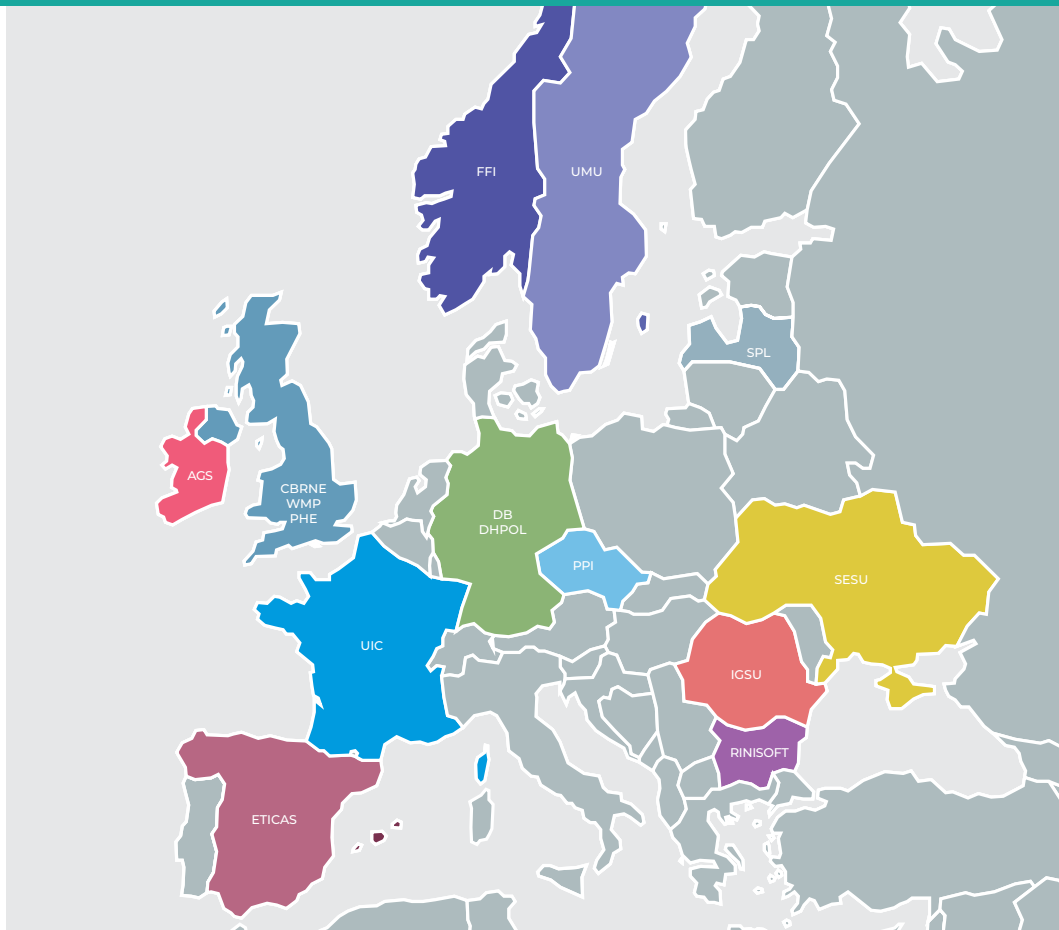 FFI
UMU
SPL
AGS
CBRNE
WMP
PHE
DB
DHPOL
PPI
SESU
UIC
IGSU
RINISOFT
ETICAS